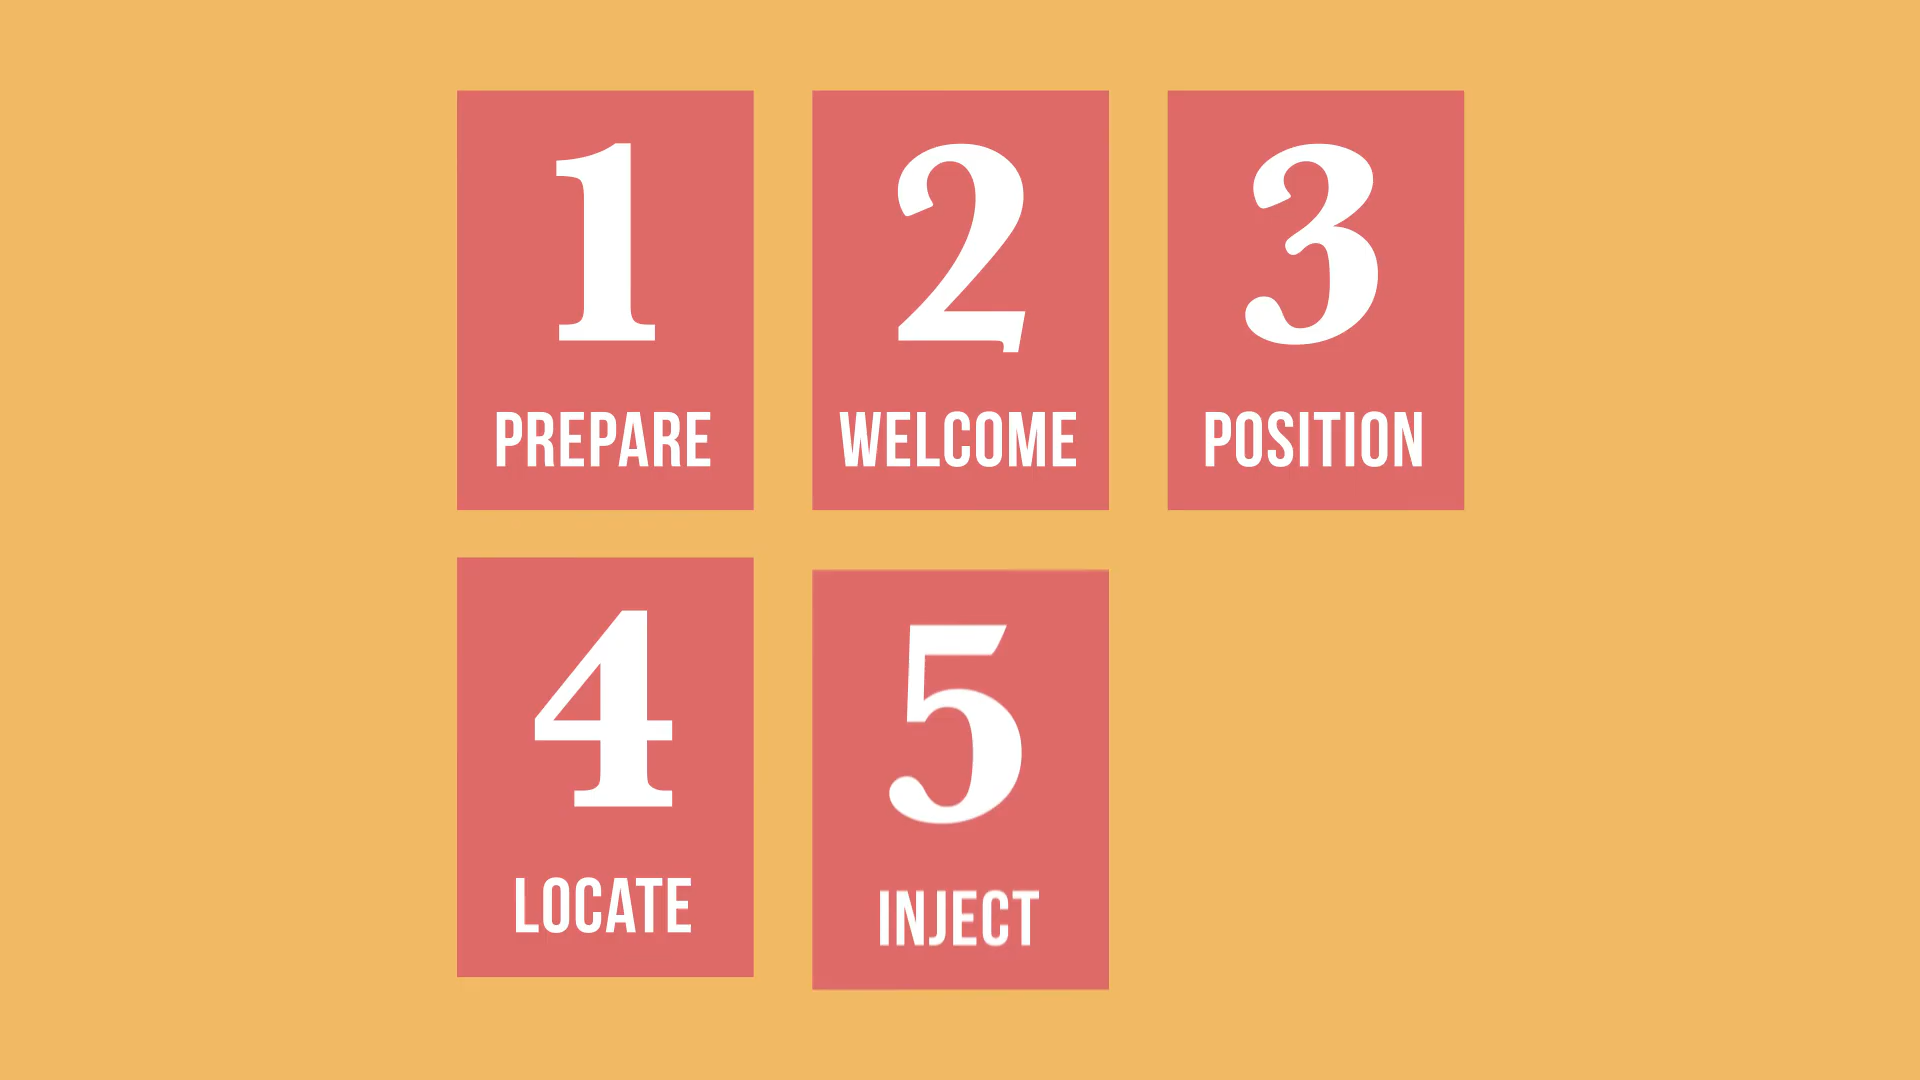 1
PREPARE
2
WELCOME
3
POSITION
4
LOCATE
5
INJECT